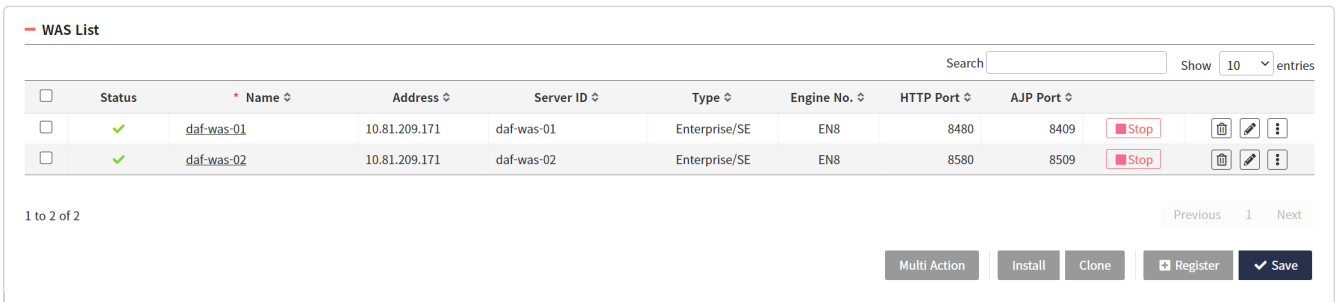 WAS List
Search Show 10 entries
Status * Name Address Server ID Type Engine No. HTTP Port AJP Port
daf-was-01 10.81.209.171 daf-was-01 Enterprise/SE EN8 8480 8409 Stop
daf-was-02 10.81.209.171 daf-was-02 Enterprise/SE EN8 8580 8509 Stop
1 to 2 of 2
Previous 1 Next
Multi Action Install Clone Register Save